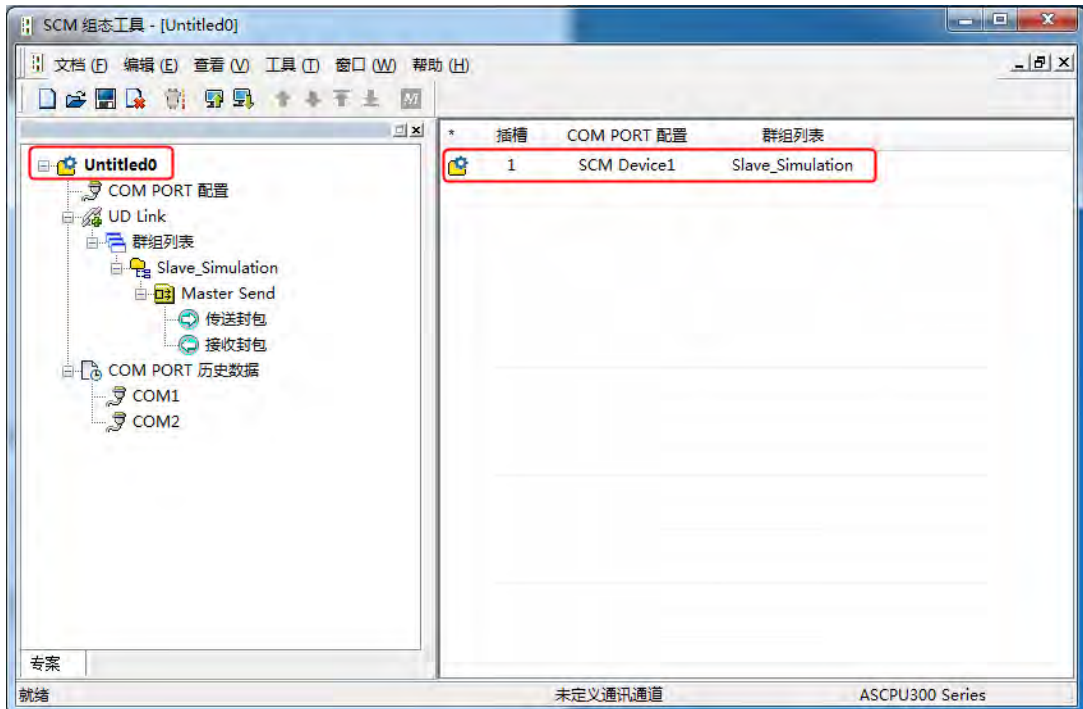 SCM 组态工具 - [Untitled0]
文档 (F) 编辑 (E) 查看 (V) 工具 (T) 窗口 (W) 帮助 (H)
Untitled0
COM PORT 配置
UD Link
群组列表
Slave_Simulation
Master Send
传送封包
接收封包
COM PORT 历史数据
COM1
COM2
专案
* 插槽 COM PORT 配置 群组列表
1 SCM Device1 Slave_Simulation
就绪 未定义通讯通道 ASCPU300 Series